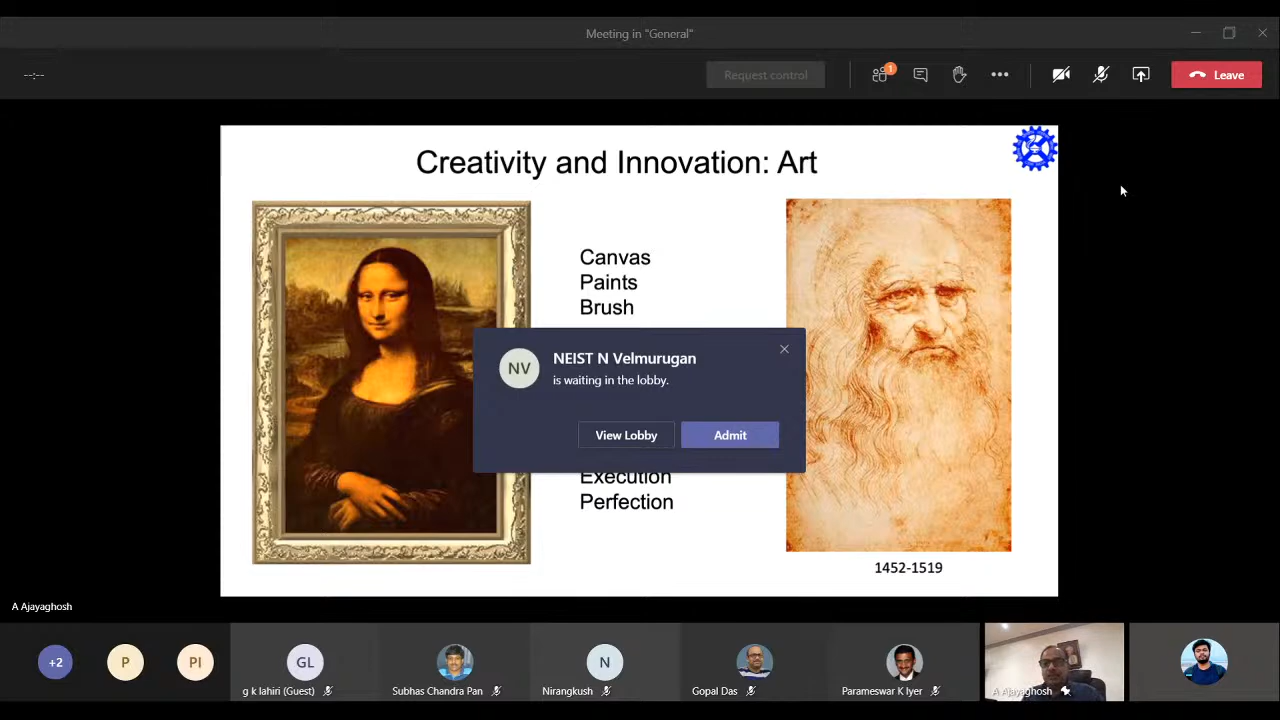 Meeting in "General"
--:--
Request control
1
Leave
Creativity and Innovation: Art
Canvas
Paints
Brush
NV
NEIST N Velmurugan
is waiting in the lobby.
View Lobby
Admit
Execution
Perfection
1452-1519
A Ajayaghosh
+2
P
PI
GL
g k lahiri (Guest)
Subhas Chandra Pan
N
Nirangkush
Gopal Das
Parameswar K Iyer
A Ajayaghosh